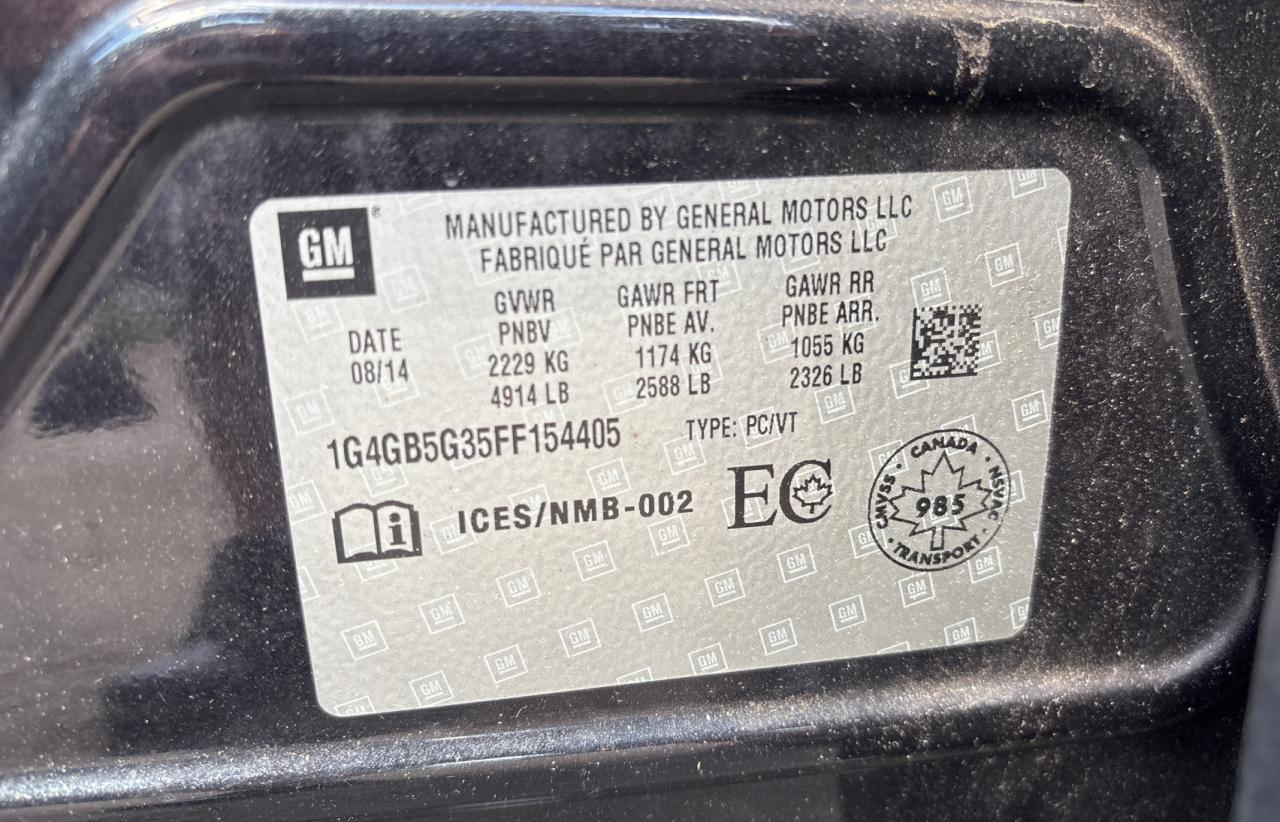 GM®
MANUFACTURED BY GENERAL MOTORS LLC
FABRIQUÉ PAR GENERAL MOTORS LLC
DATE
08/14
GVWR
PNBV
2229 KG
4914 LB
GAWR FRT
PNBE AV.
1174 KG
2588 LB
GAWR RR
PNBE ARR.
1055 KG
2326 LB
1G4GB5G35FF154405
TYPE: PC/VT
i
ICES/NMB-002
EC
CANADA
CMVSS
985
NSVAC
TRANSPORT